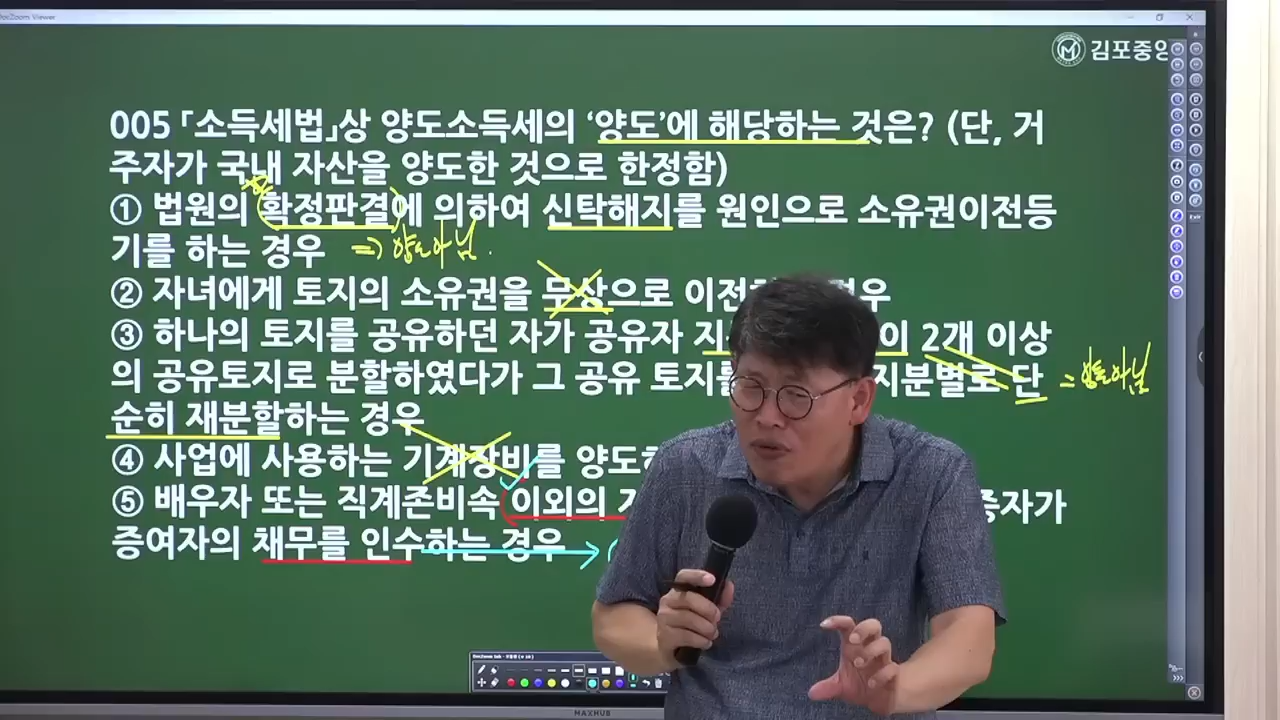 DocZoom Viewer
김포중앙
005 「소득세법」상 양도소득세의 ‘양도’에 해당하는 것은? (단, 거
주자가 국내 자산을 양도한 것으로 한정함)
① 법원의 확정판결에 의하여 신탁해지를 원인으로 소유권이전등
기를 하는 경우 => 양도아님.
② 자녀에게 토지의 소유권을 무상으로 이전 경우
③ 하나의 토지를 공유하던 자가 공유자 이 2개 이상
의 공유토지로 분할하였다가 그 공유 토지를 지분별로 단 = 양도아님
순히 재분할하는 경우
④ 사업에 사용하는 기계장비를 양도
⑤ 배우자 또는 직계존비속 이외의 증자가
증여자의 채무를 인수하는 경우
MAXHUB